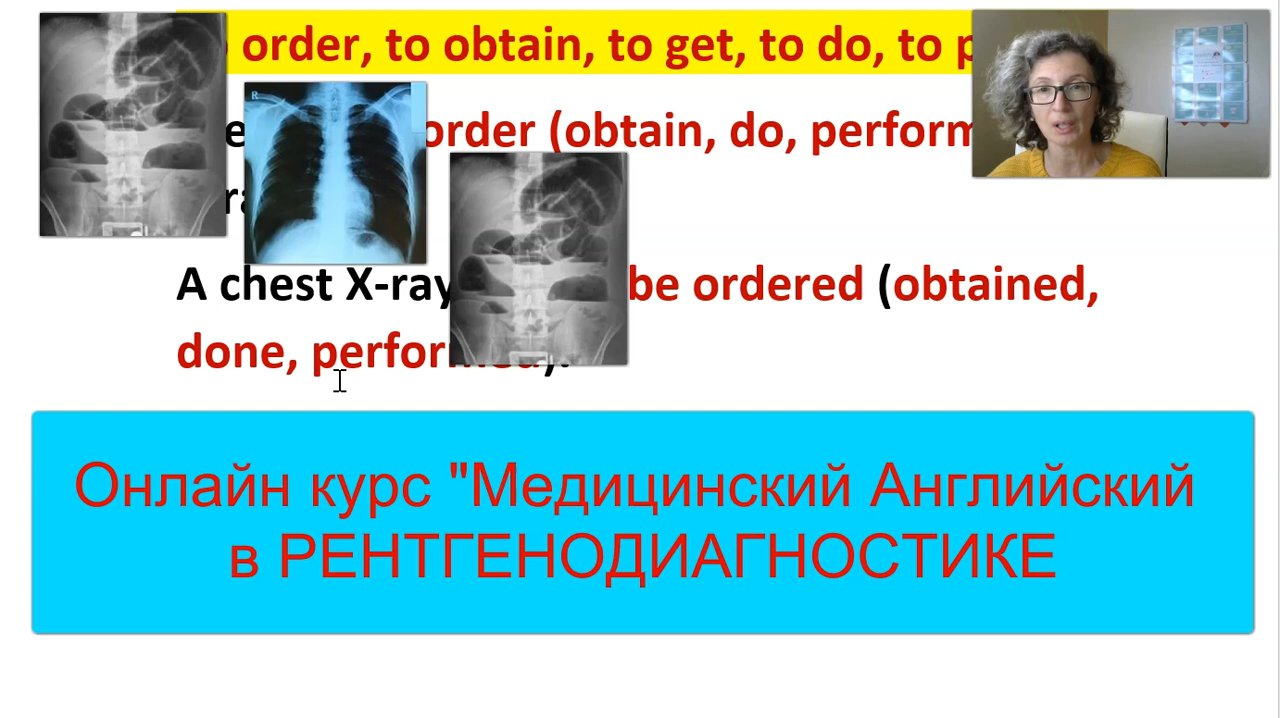 order, to obtain, to get, to do, to
order (obtain, do, perform
R
A chest X-ray be ordered (obtained,
done, performed).
Онлайн курс "Медицинский Английский
в РЕНТГЕНОДИАГНОСТИКЕ